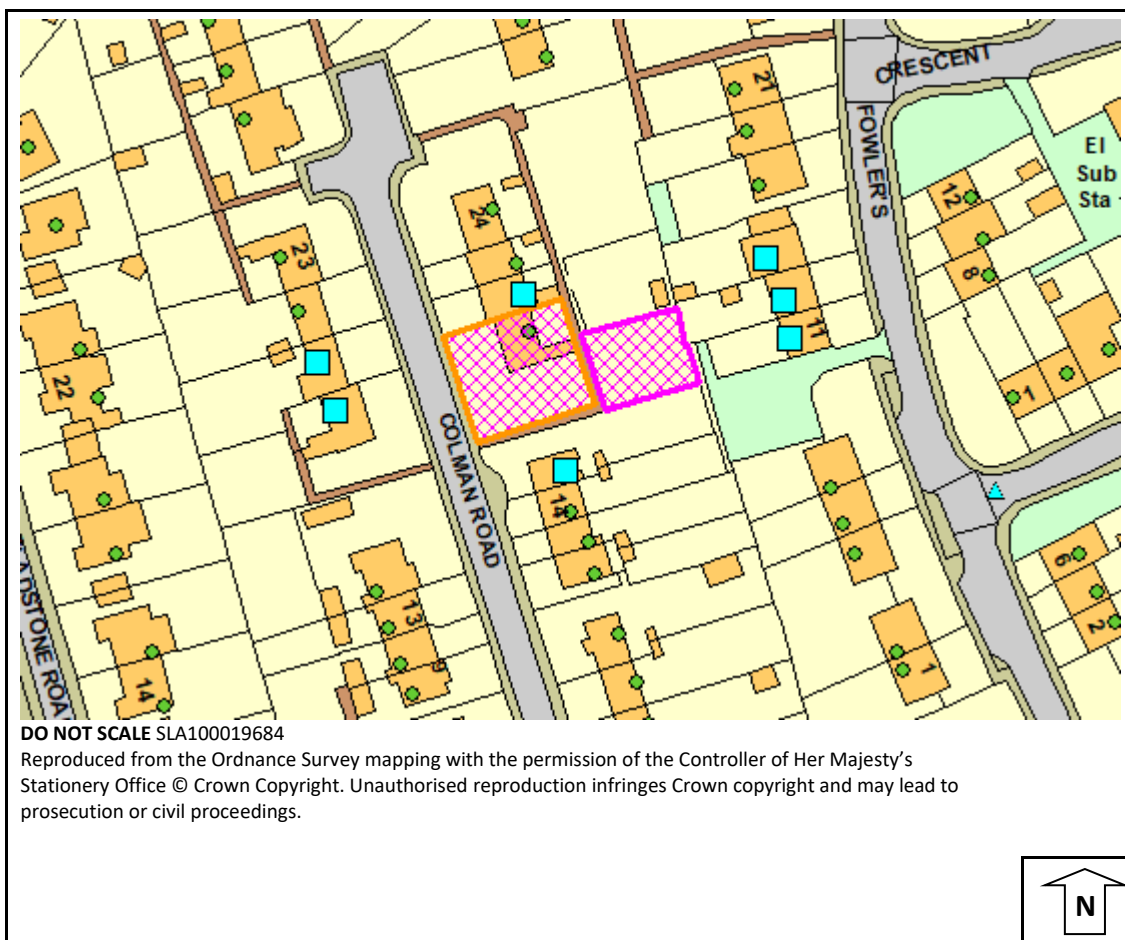 CRESCENT
21
FOWLER'S
El
Sub
Sta
12
24
8
23
11
1
22
COLMAN ROAD
14
6
13
2
9
14
1
ADSTONE ROA
DO NOT SCALE SLA100019684
Reproduced from the Ordnance Survey mapping with the permission of the Controller of Her Majesty's
Stationery Office © Crown Copyright. Unauthorised reproduction infringes Crown copyright and may lead to
prosecution or civil proceedings.
N